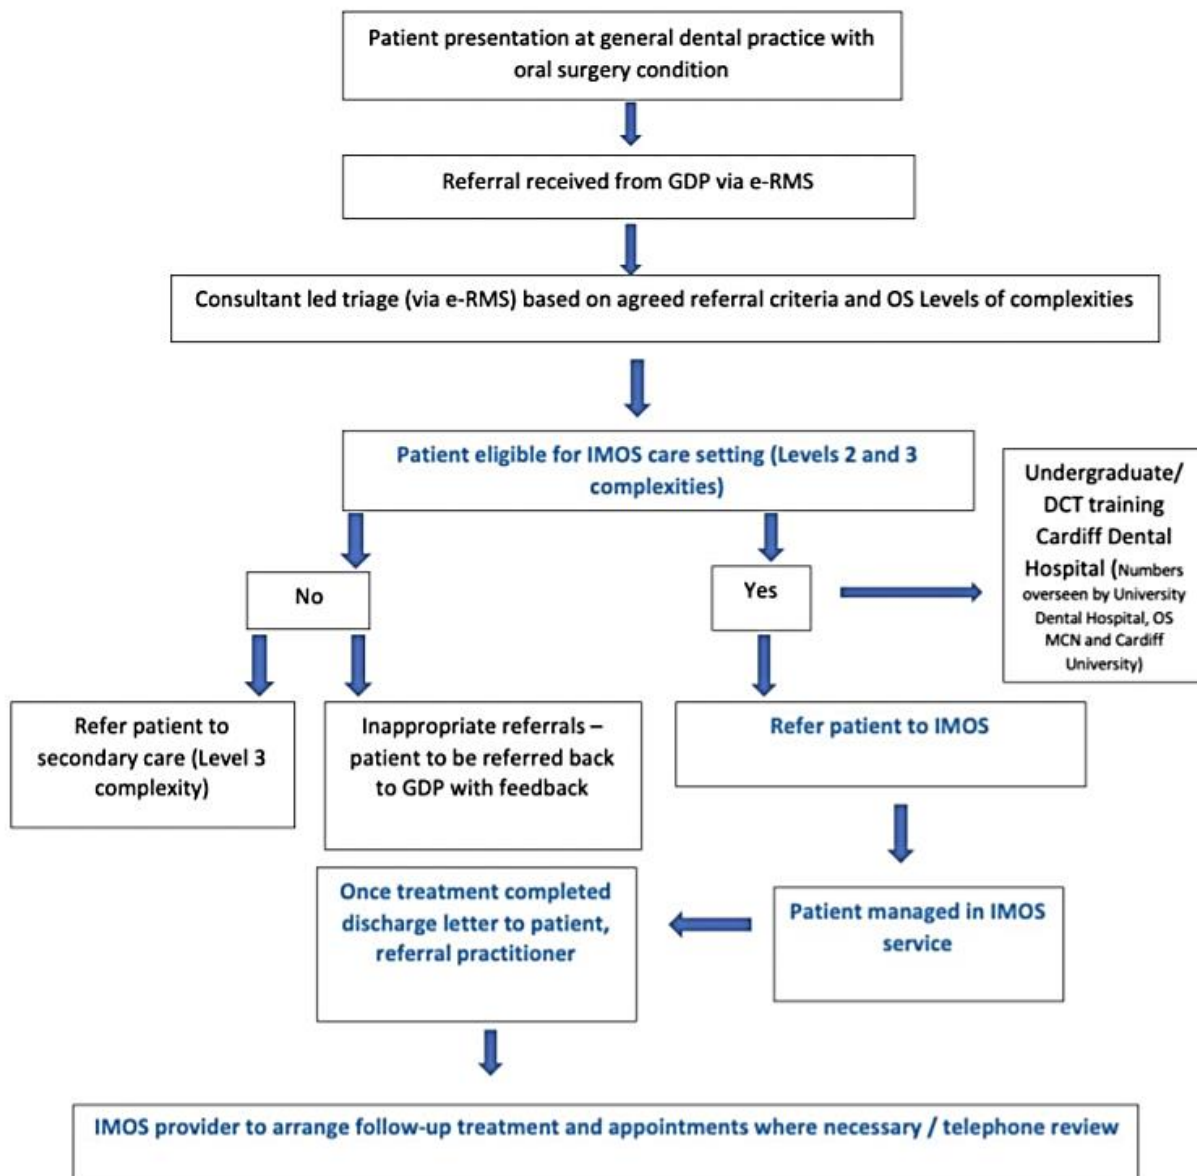 Patient presentation at general dental practice with
oral surgery condition
Referral received from GDP via e-RMS
Consultant led triage (via e-RMS) based on agreed referral criteria and OS Levels of complexities
Patient eligible for IMOS care setting (Levels 2 and 3
complexities)
Undergraduate/
DCT training
Cardiff Dental
Hospital (Numbers
overseen by University
Dental Hospital, OS
MCN and Cardiff
University)
No
Yes
Refer patient to
secondary care (Level 3
complexity)
Inappropriate referrals –
patient to be referred back
to GDP with feedback
Refer patient to IMOS
Patient managed in IMOS
service
Once treatment completed
discharge letter to patient,
referral practitioner
IMOS provider to arrange follow-up treatment and appointments where necessary / telephone review